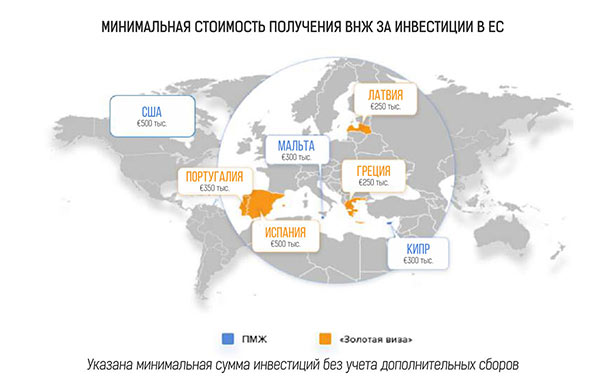 МИНИМАЛЬНАЯ СТОИМОСТЬ ПОЛУЧЕНИЯ ВНЖ ЗА ИНВЕСТИЦИИ В ЕС
ЛАТВИЯ
€250 тыс.
США
€500 тыс.
МАЛЬТА
€300 тыс.
ПОРТУГАЛИЯ
€350 тыс.
ГРЕЦИЯ
€250 тыс.
ИСПАНИЯ
€500 тыс.
КИПР
€300 тыс.
ПМЖ
«Золотая виза»
Указана минимальная сумма инвестиций без учета дополнительных сборов